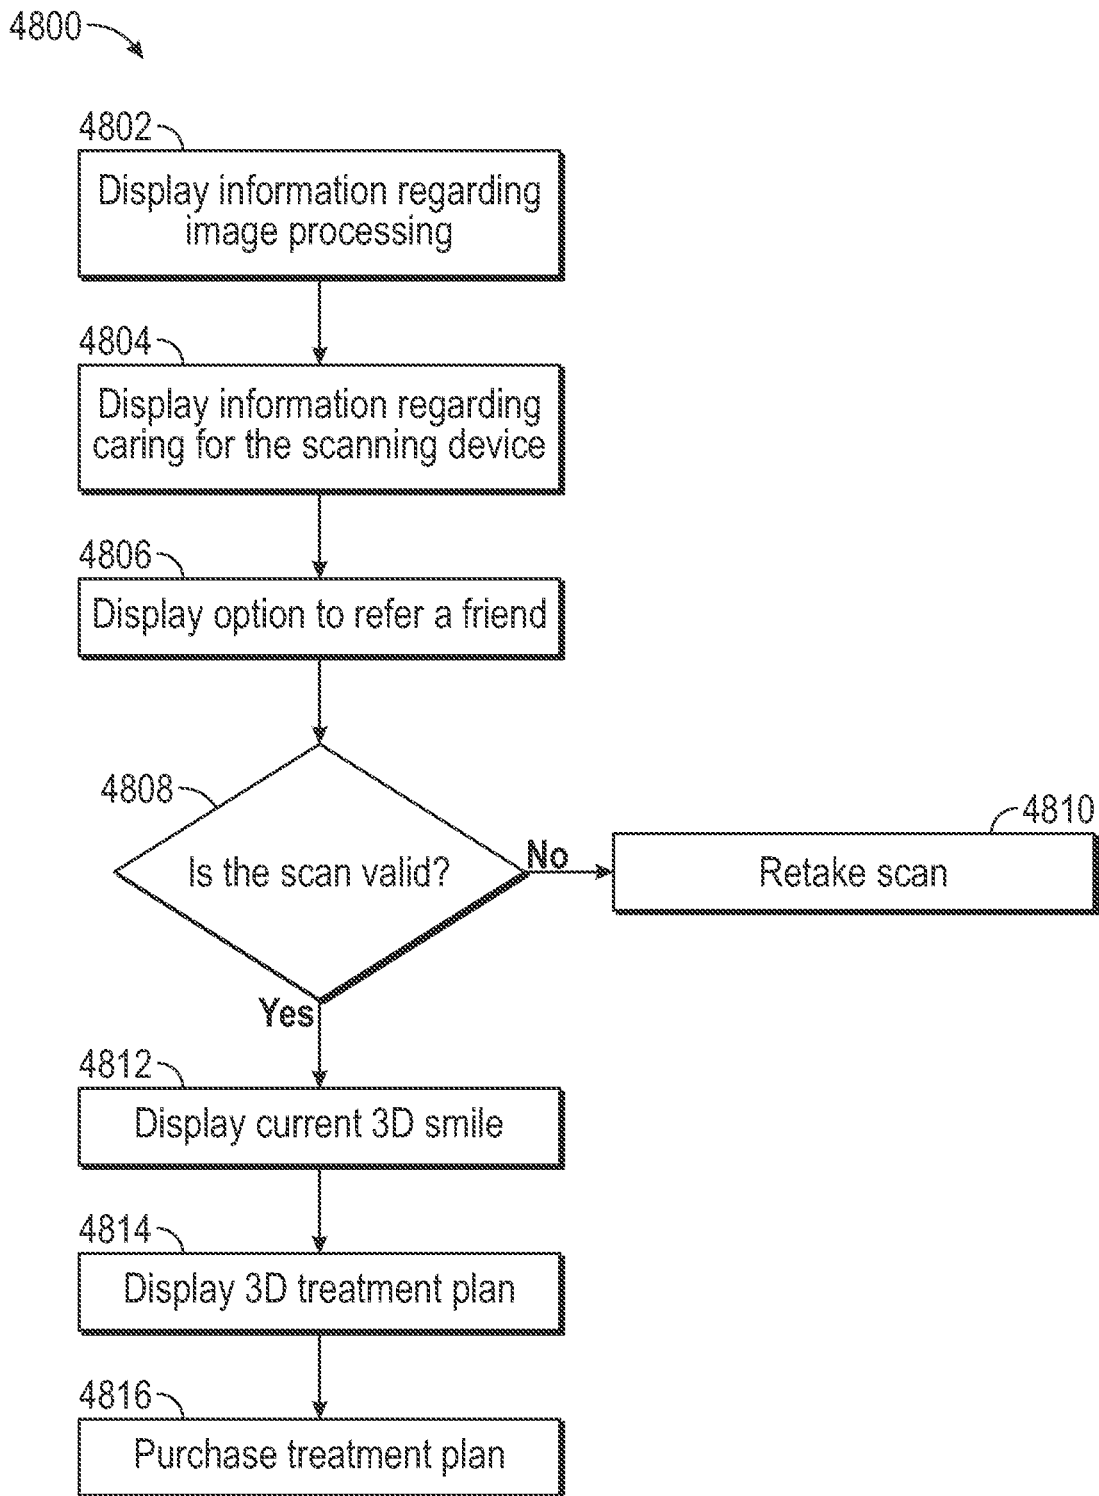 4800
4802
Display information regarding
image processing
4804
Display information regarding
caring for the scanning device
4806
Display option to refer a friend
4808
Is the scan valid?
No
4810
Retake scan
Yes
4812
Display current 3D smile
4814
Display 3D treatment plan
4816
Purchase treatment plan